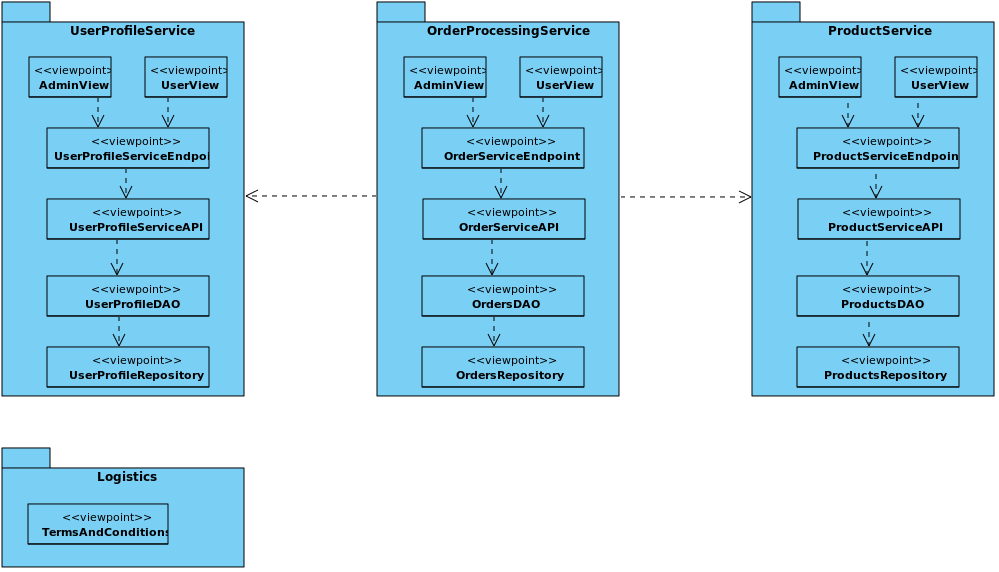 UserProfileService
<<viewpoint>>
AdminView
<<viewpoint>
UserView
<<viewpoint>>
UserProfileServiceEndpoi
<<viewpoint>>
UserProfileServiceAPI
<<viewpoint>>
UserProfileDAO
<<viewpoint>>
UserProfileRepository
OrderProcessingService
<<viewpoint>
AdminView
<<viewpoint>
UserView
<<viewpoint>>
OrderServiceEndpoint
<<viewpoint>>
OrderServiceAPI
<<viewpoint>>
OrdersDAO
<<viewpoint>>
OrdersRepository
ProductService
<<viewpoint>
AdminView
<<viewpoint>
UserView
<<viewpoint>>
ProductServiceEndpoint
<<viewpoint>>
ProductServiceAPI
<<viewpoint>>
ProductsDAO
<<viewpoint>>
ProductsRepository
Logistics
<<viewpoint>>
TermsAndConditions